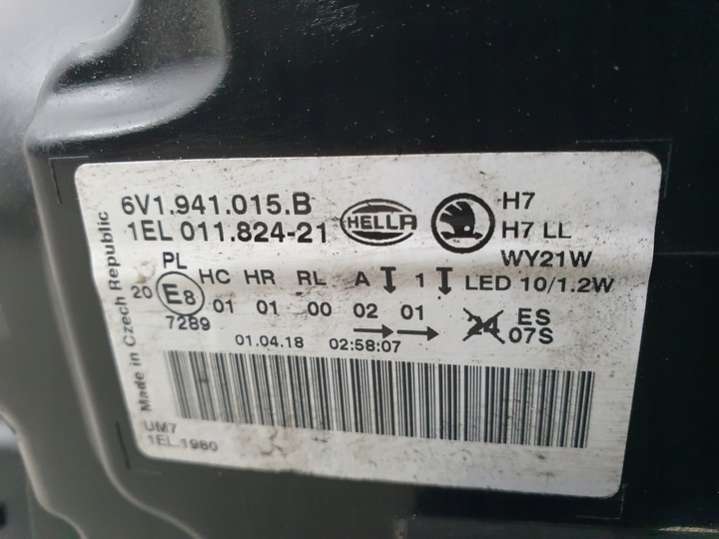 6V1.941.015.B
1EL 011.824-21
HELLA
H7
H7 LL
WY21W
LED 10/1.2W
PL
HC HR RL A 1
20 E8 01 01 00 02 01
7289
24 ES
07S
01.04.18 02:58:07
Made in Czech Republic
UM7
1EL.1980